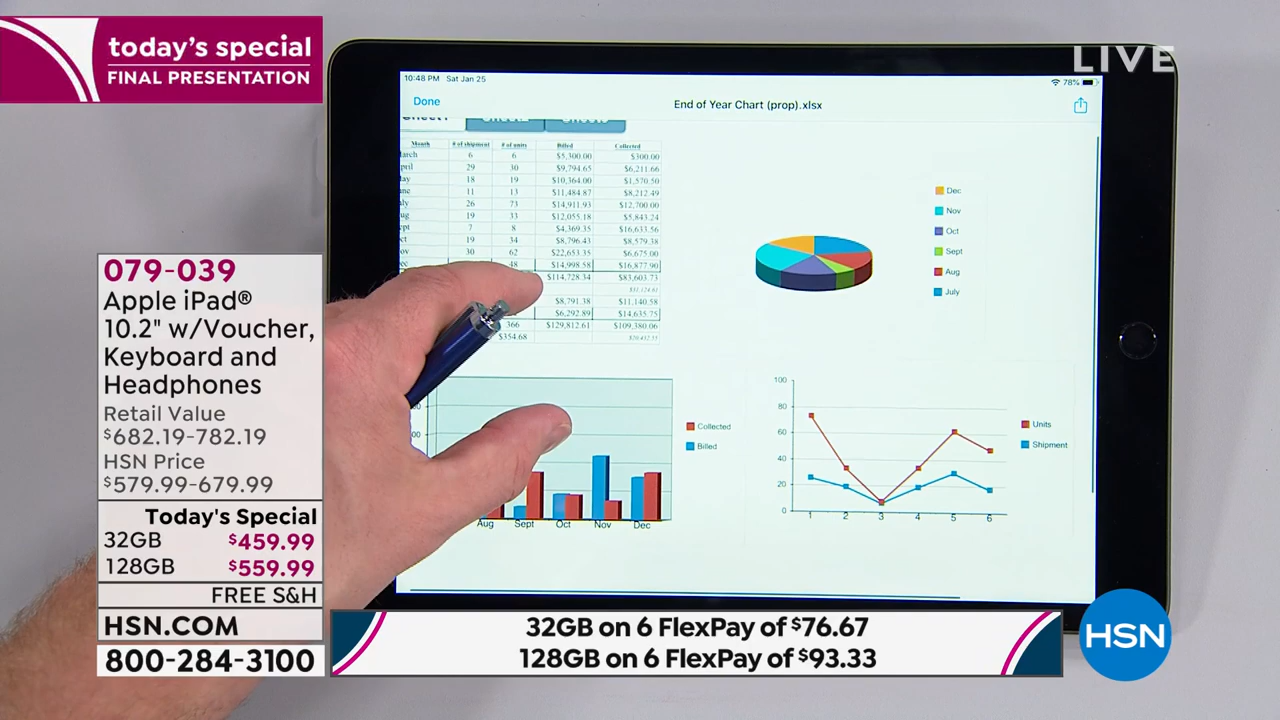 today's special
FINAL PRESENTATION
LIVE
10:48 PM Sat Jan 25
78%
Done
End of Year Chart (prop).xlsx
Month # of shipment # of units Billed Collected
6 6 $5,300.00 $300.00
29 30 $9,794.65 $6,211.66
18 19 $10,364.00 $1,570.50
11 13 $11,484.87 $8,212.49
26 73 $14,911.93 $12,700.00
19 33 $12,055.18 $5,843.24
7 8 $4,369.35 $16,633.56
19 34 $8,796.43 $8,579.38
30 62 $22,653.35 $6,675.00
48 $14,998.58 $16,877.90
$114,728.34 $83,603.73
$8,791.38 $11,140.58
$6,292.89 $14,635.75
366 $129,812.61 $109,380.06
$354.68
Dec
Nov
Oct
Sept
Aug
July
Collected
Billed
Aug Sept Oct Nov Dec
100
80
60
40
20
0
1 2 3 4 5 6
Units
Shipment
079-039
Apple iPad®
10.2" w/Voucher,
Keyboard and
Headphones
Retail Value
$682.19-782.19
HSN Price
$579.99-679.99
Today's Special
32GB $459.99
128GB $559.99
FREE S&H
HSN.COM
800-284-3100
32GB on 6 FlexPay of $76.67
128GB on 6 FlexPay of $93.33
HSN